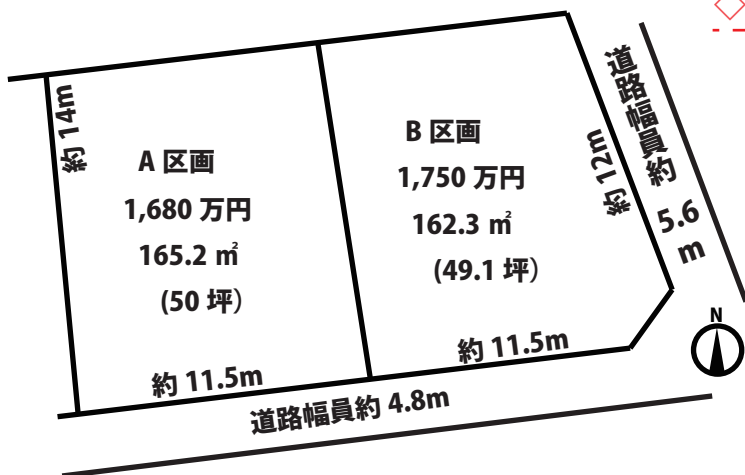 約 14m
A 区画
1,680 万円
165.2 ㎡
(50 坪)
約 11.5m
B 区画
1,750 万円
162.3 ㎡
(49.1 坪)
約 11.5m
約 12m
道路幅員約
5.6
m
N
道路幅員約 4.8m